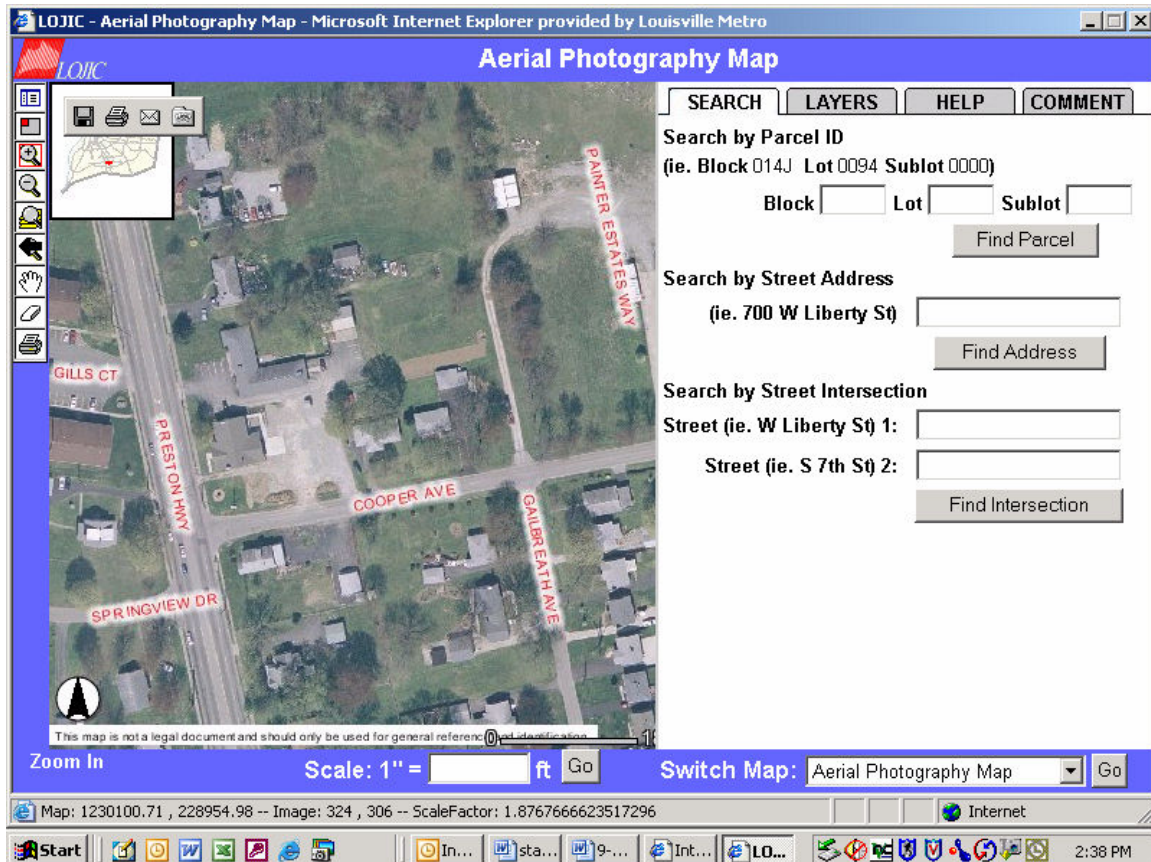 LOJIC - Aerial Photography Map - Microsoft Internet Explorer provided by Louisville Metro
LOJIC
Aerial Photography Map
SEARCH LAYERS HELP COMMENT
Search by Parcel ID
(ie. Block 014J Lot 0094 Sublot 0000)
Block Lot Sublot
Find Parcel
Search by Street Address
(ie. 700 W Liberty St)
Find Address
Search by Street Intersection
Street (ie. W Liberty St) 1:
Street (ie. S 7th St) 2:
Find Intersection
PAINTER ESTATES WAY
GILLS CT
PRESTON HWY
COOPER AVE
GAILBREATH AVE
SPRINGVIEW DR
This map is not a legal document and should only be used for general reference and identification
0
Zoom In
Scale: 1" = ft Go
Switch Map: Aerial Photography Map Go
Map: 1230100.71 , 228954.98 -- Image: 324 , 306 -- ScaleFactor: 1.8767666623517296
Internet
Start In... sta... 9-... Int... LO... 2:38 PM